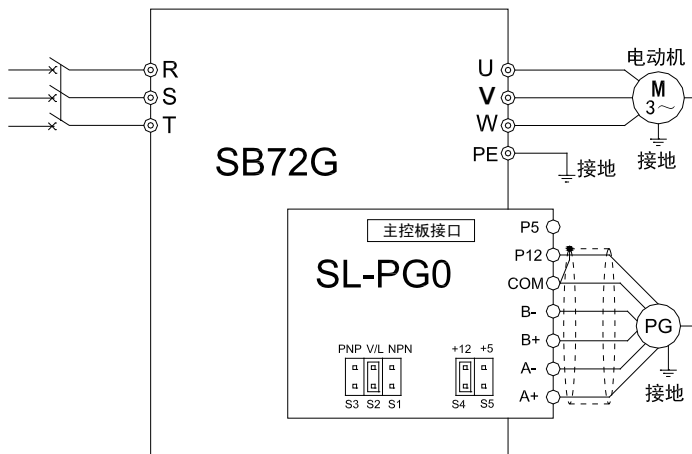 电动机
R
U
M
3～
S
V
T
W
接地
SB72G
PE
接地
主控板接口
P5
SL-PG0
P12
COM
B-
PG
B+
PNP V/L NPN
+12 +5
A-
接地
S3 S2 S1
S4 S5
A+